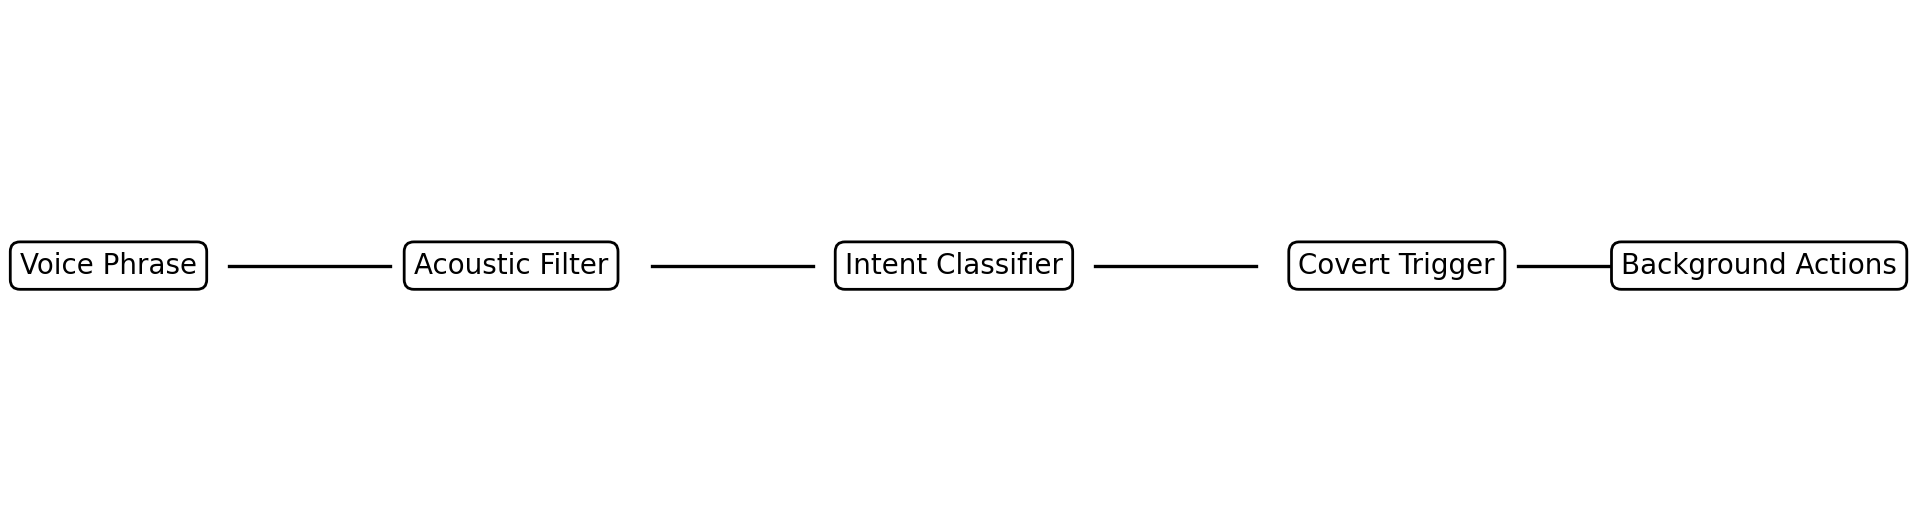 Voice Phrase
Acoustic Filter
Intent Classifier
Covert Trigger
Background Actions